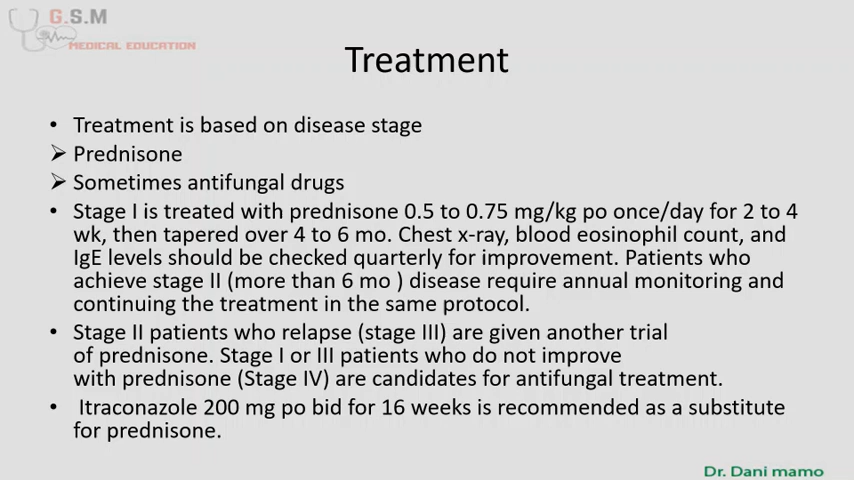 G.S.M
MEDICAL EDUCATION
Treatment
• Treatment is based on disease stage
➢ Prednisone
➢ Sometimes antifungal drugs
• Stage I is treated with prednisone 0.5 to 0.75 mg/kg po once/day for 2 to 4
wk, then tapered over 4 to 6 mo. Chest x-ray, blood eosinophil count, and
IgE levels should be checked quarterly for improvement. Patients who
achieve stage II (more than 6 mo ) disease require annual monitoring and
continuing the treatment in the same protocol.
• Stage II patients who relapse (stage III) are given another trial
of prednisone. Stage I or III patients who do not improve
with prednisone (Stage IV) are candidates for antifungal treatment.
• Itraconazole 200 mg po bid for 16 weeks is recommended as a substitute
for prednisone.
Dr. Dani mamo